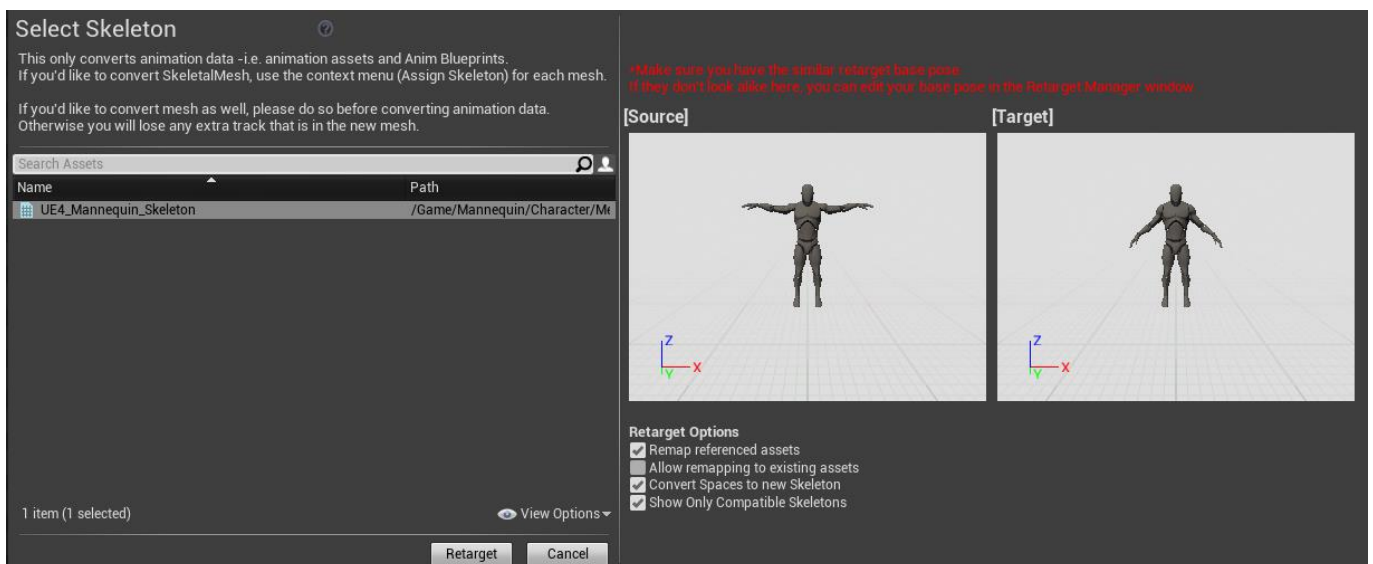 Select Skeleton
This only converts animation data -i.e. animation assets and Anim Blueprints.
If you'd like to convert SkeletalMesh, use the context menu (Assign Skeleton) for each mesh.
If you'd like to convert mesh as well, please do so before converting animation data.
Otherwise you will lose any extra track that is in the new mesh.
Search Assets
Name Path
UE4_Mannequin_Skeleton /Game/Mannequin/Character/Me
1 item (1 selected)
View Options
Retarget Cancel
*Make sure you have the similar retarget base pose.
If they don't look alike here, you can edit your base pose in the Retarget Manager window.
[Source] [Target]
Z
X
Y
Z
X
Y
Retarget Options
Remap referenced assets
Allow remapping to existing assets
Convert Spaces to new Skeleton
Show Only Compatible Skeletons